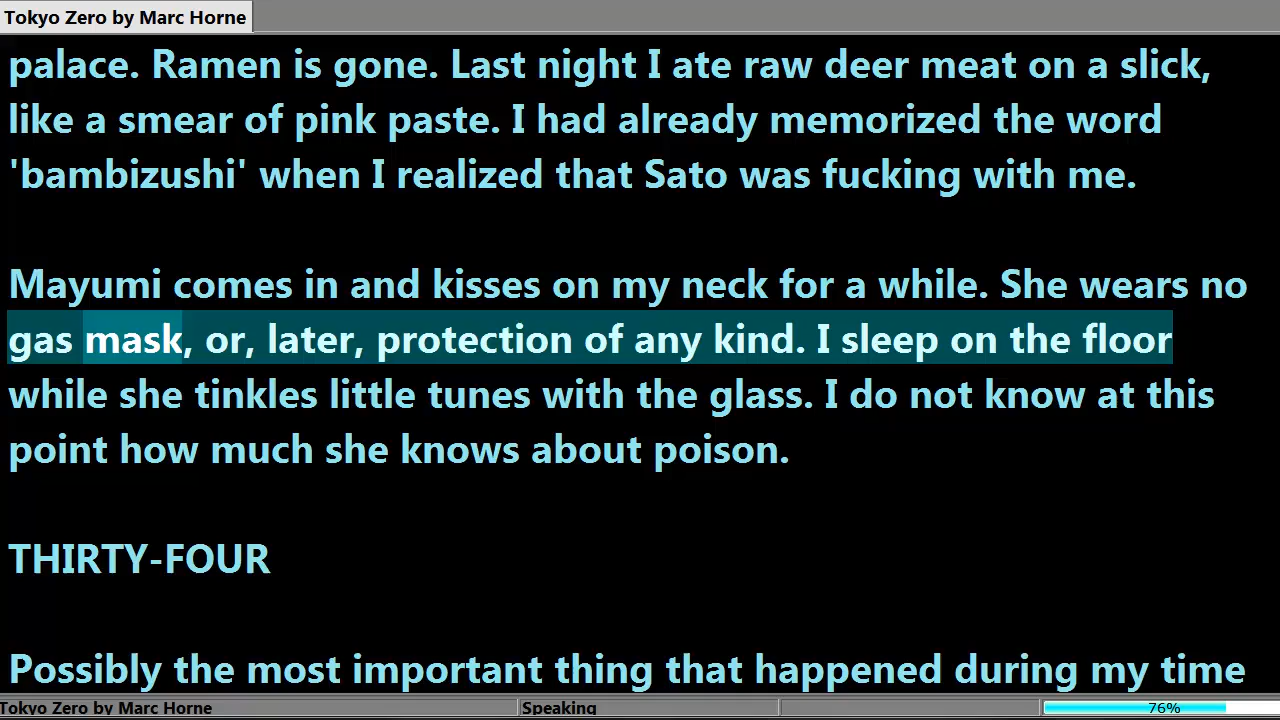 Tokyo Zero by Marc Horne
palace. Ramen is gone. Last night I ate raw deer meat on a slick,
like a smear of pink paste. I had already memorized the word
'bambizushi' when I realized that Sato was fucking with me.
Mayumi comes in and kisses on my neck for a while. She wears no
gas mask, or, later, protection of any kind. I sleep on the floor
while she tinkles little tunes with the glass. I do not know at this
point how much she knows about poison.
THIRTY-FOUR
Possibly the most important thing that happened during my time
Tokyo Zero by Marc Horne Speaking 76%